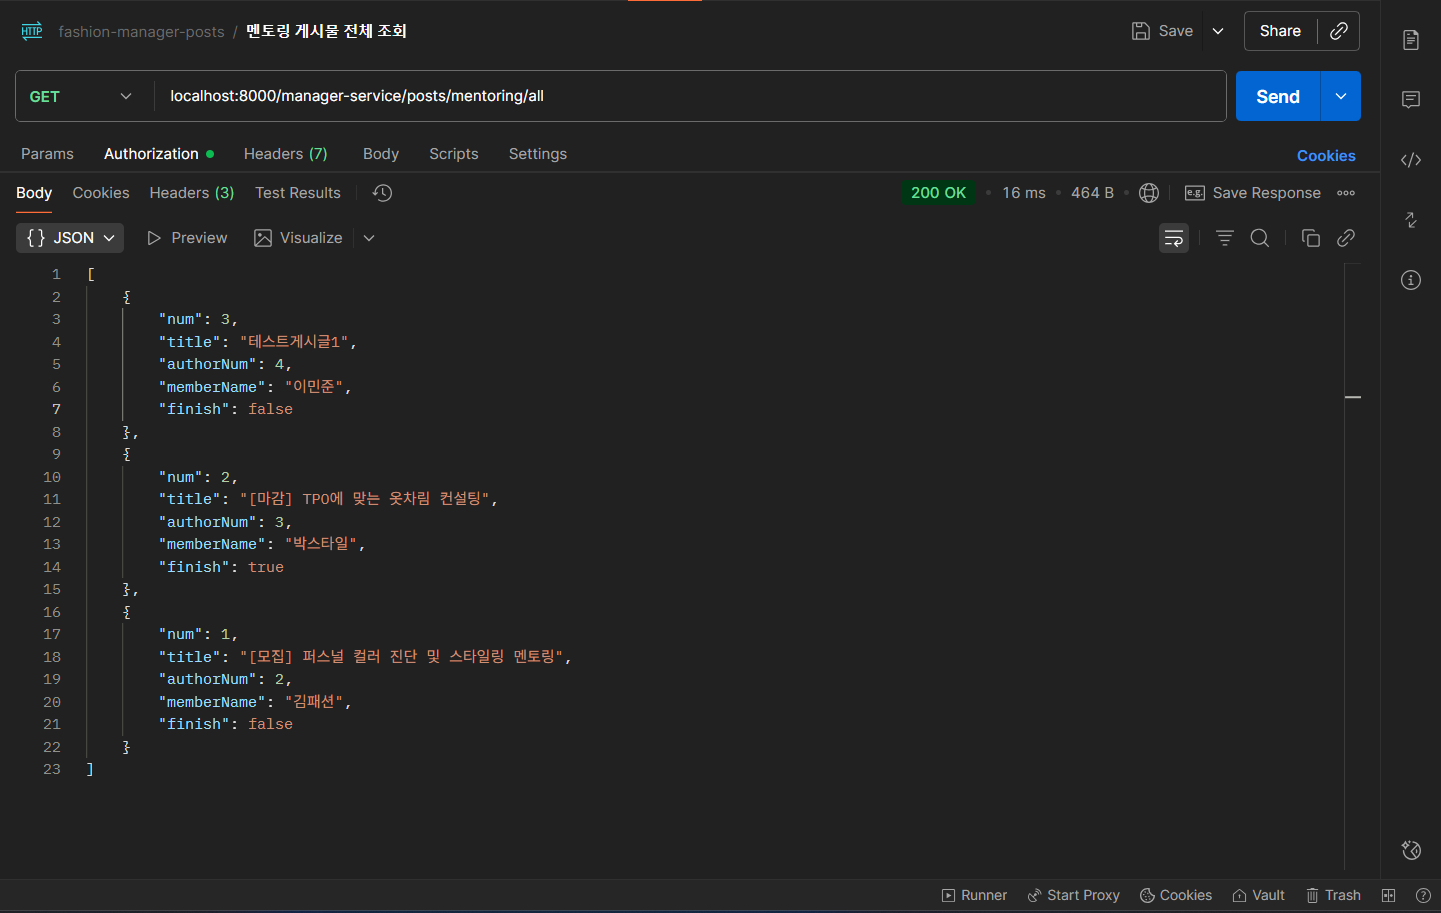 HTTP fashion-manager-posts / 멘토링 게시물 전체 조회 Save Share
GET localhost:8000/manager-service/posts/mentoring/all Send
Params Authorization Headers (7) Body Scripts Settings Cookies
Body Cookies Headers (3) Test Results 200 OK 16 ms 464 B e.g. Save Response
{} JSON Preview Visualize
1 [
2 {
3 "num": 3,
4 "title": "테스트게시글1",
5 "authorNum": 4,
6 "memberName": "이민준",
7 "finish": false
8 },
9 {
10 "num": 2,
11 "title": "[마감] TPO에 맞는 옷차림 컨설팅",
12 "authorNum": 3,
13 "memberName": "박스타일",
14 "finish": true
15 },
16 {
17 "num": 1,
18 "title": "[모집] 퍼스널 컬러 진단 및 스타일링 멘토링",
19 "authorNum": 2,
20 "memberName": "김패션",
21 "finish": false
22 }
23 ]
Runner Start Proxy Cookies Vault Trash